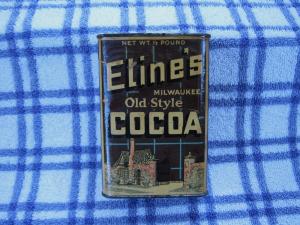 NET WT. ½ POUND
Eline's
MILWAUKEE
Old Style
COCOA